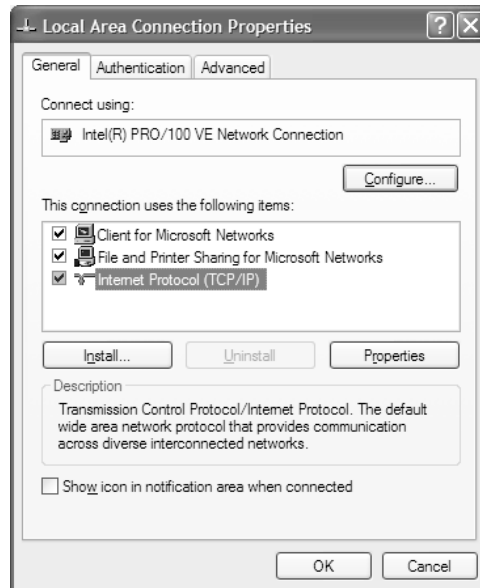 Local Area Connection Properties
General
Authentication
Advanced
Connect using:
Intel(R) PRO/100 VE Network Connection
Configure...
This connection uses the following items:
Client for Microsoft Networks
File and Printer Sharing for Microsoft Networks
Internet Protocol (TCP/IP)
Install...
Uninstall
Properties
Description
Transmission Control Protocol/Internet Protocol. The default
wide area network protocol that provides communication
across diverse interconnected networks.
Show icon in notification area when connected
OK
Cancel